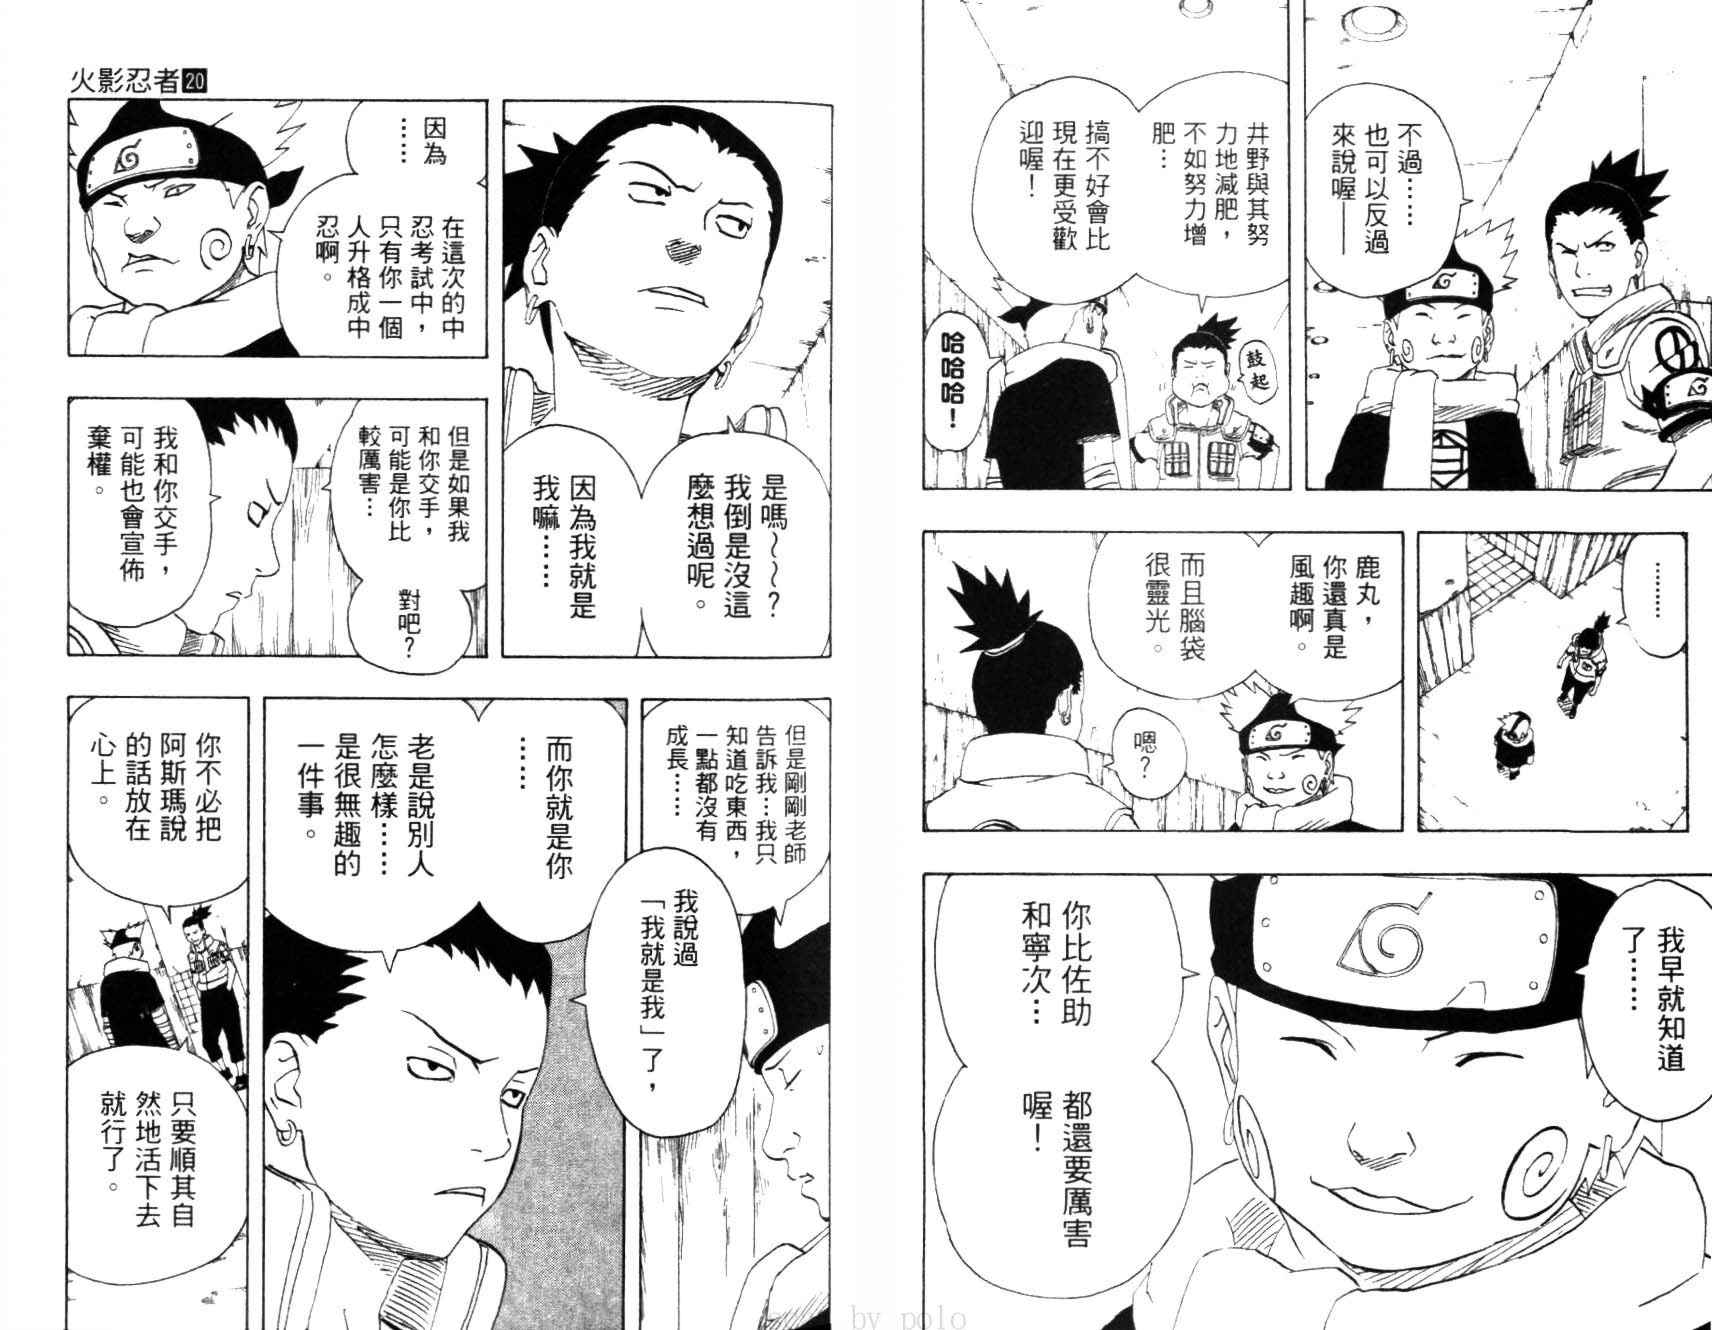 不過……
也可以反過
來說喔——
井野與其努
力地減肥，
不如努力增
肥…
搞不好會比
現在更受歡
迎喔！
鼓起
哈哈哈！
………
鹿丸，
你還真是
風趣啊。
而且腦袋
很靈光。
嗯？
我早就知道
了……
你比佐助
和寧次…
都還要厲害
喔！
火影忍者20
是嗎～～？
我倒是沒這
麼想過呢。
因為我就是
我嘛……
因為
……
在這次的中
忍考試中，
只有你一個
人升格成中
忍啊。
但是如果我
和你交手，
可能是你比
較厲害…
對吧？
我和你交手，
可能也會宣佈
棄權。
但是剛剛老師
告訴我…我只
知道吃東西，
一點都沒有
成長……
我說過
「我就是我」了，
而你就是你
……
老是說別人
怎麼樣……
是很無趣的
一件事。
你不必把
阿斯瑪說
的話放在
心上。
只要順其自
然地活下去
就行了。
by polo